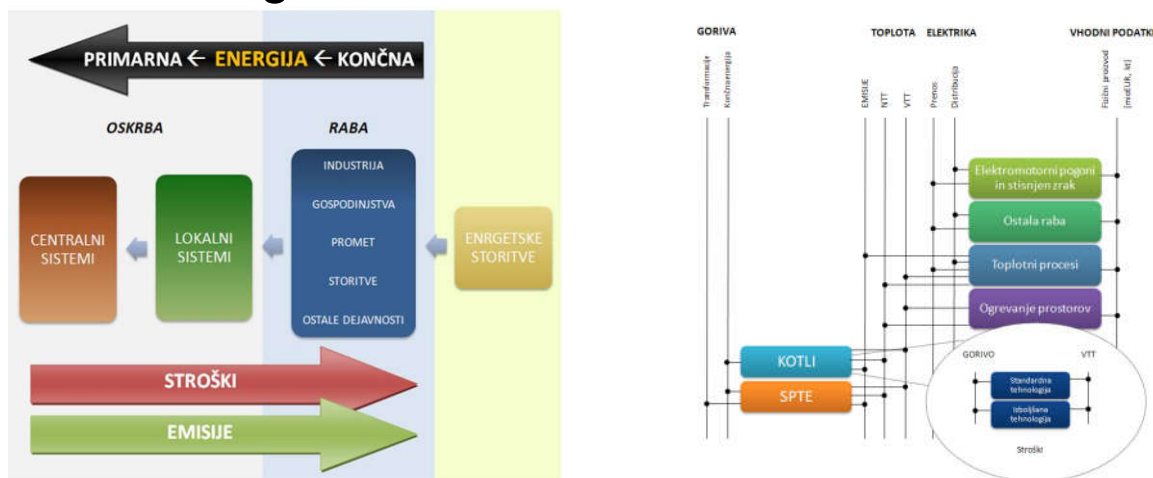 PRIMARNA ← ENERGIJA ← KONČNA
OSKRBA
RABA
CENTRALNI
SISTEMI
LOKALNI
SISTEMI
INDUSTRIJA
GOSPODINJSTVA
PROMET
STORITVE
OSTALE DEJAVNOSTI
ENRGETSKE
STORITVE
STROŠKI
EMISIJE
GORIVA
TOPLOTA
ELEKTRIKA
VHODNI PODATKI
Transformacije
Končna energija
EMISIJE
NTT
VTT
Prenos
Distribucija
Fizični proizvod
[mioEUR, kt]
Elektromotorni pogoni
in stisnjen zrak
Ostala raba
Toplotni procesi
Ogrevanje prostorov
KOTLI
SPTE
GORIVO
VTT
Standardna
tehnologija
Izboljšana
tehnologija
Stroški